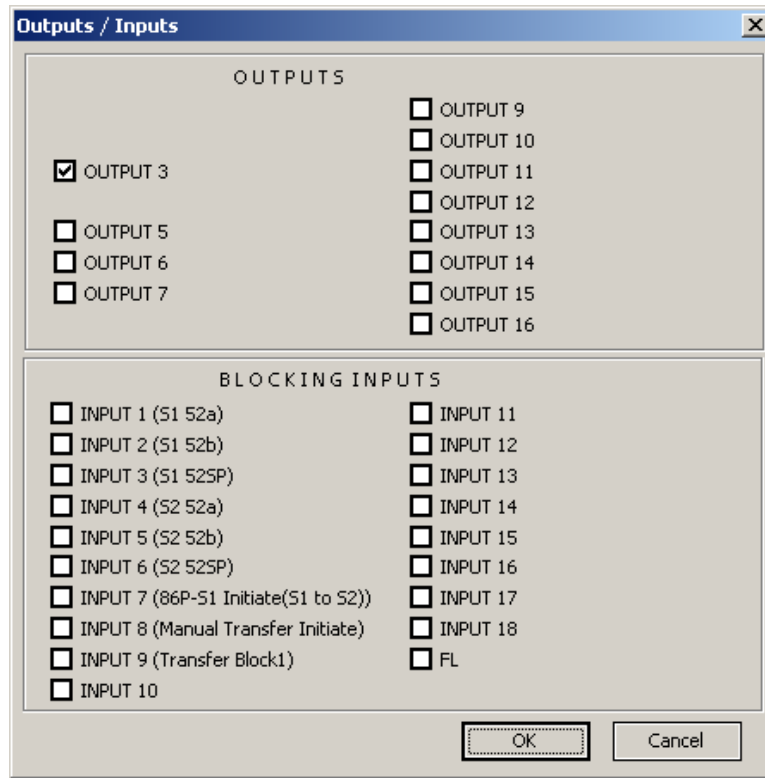 Outputs / Inputs
OUTPUTS
OUTPUT 3
OUTPUT 5
OUTPUT 6
OUTPUT 7
OUTPUT 9
OUTPUT 10
OUTPUT 11
OUTPUT 12
OUTPUT 13
OUTPUT 14
OUTPUT 15
OUTPUT 16
BLOCKING INPUTS
INPUT 1 (S1 52a)
INPUT 2 (S1 52b)
INPUT 3 (S1 52SP)
INPUT 4 (S2 52a)
INPUT 5 (S2 52b)
INPUT 6 (S2 52SP)
INPUT 7 (86P-S1 Initiate(S1 to S2))
INPUT 8 (Manual Transfer Initiate)
INPUT 9 (Transfer Block1)
INPUT 10
INPUT 11
INPUT 12
INPUT 13
INPUT 14
INPUT 15
INPUT 16
INPUT 17
INPUT 18
FL
OK
Cancel